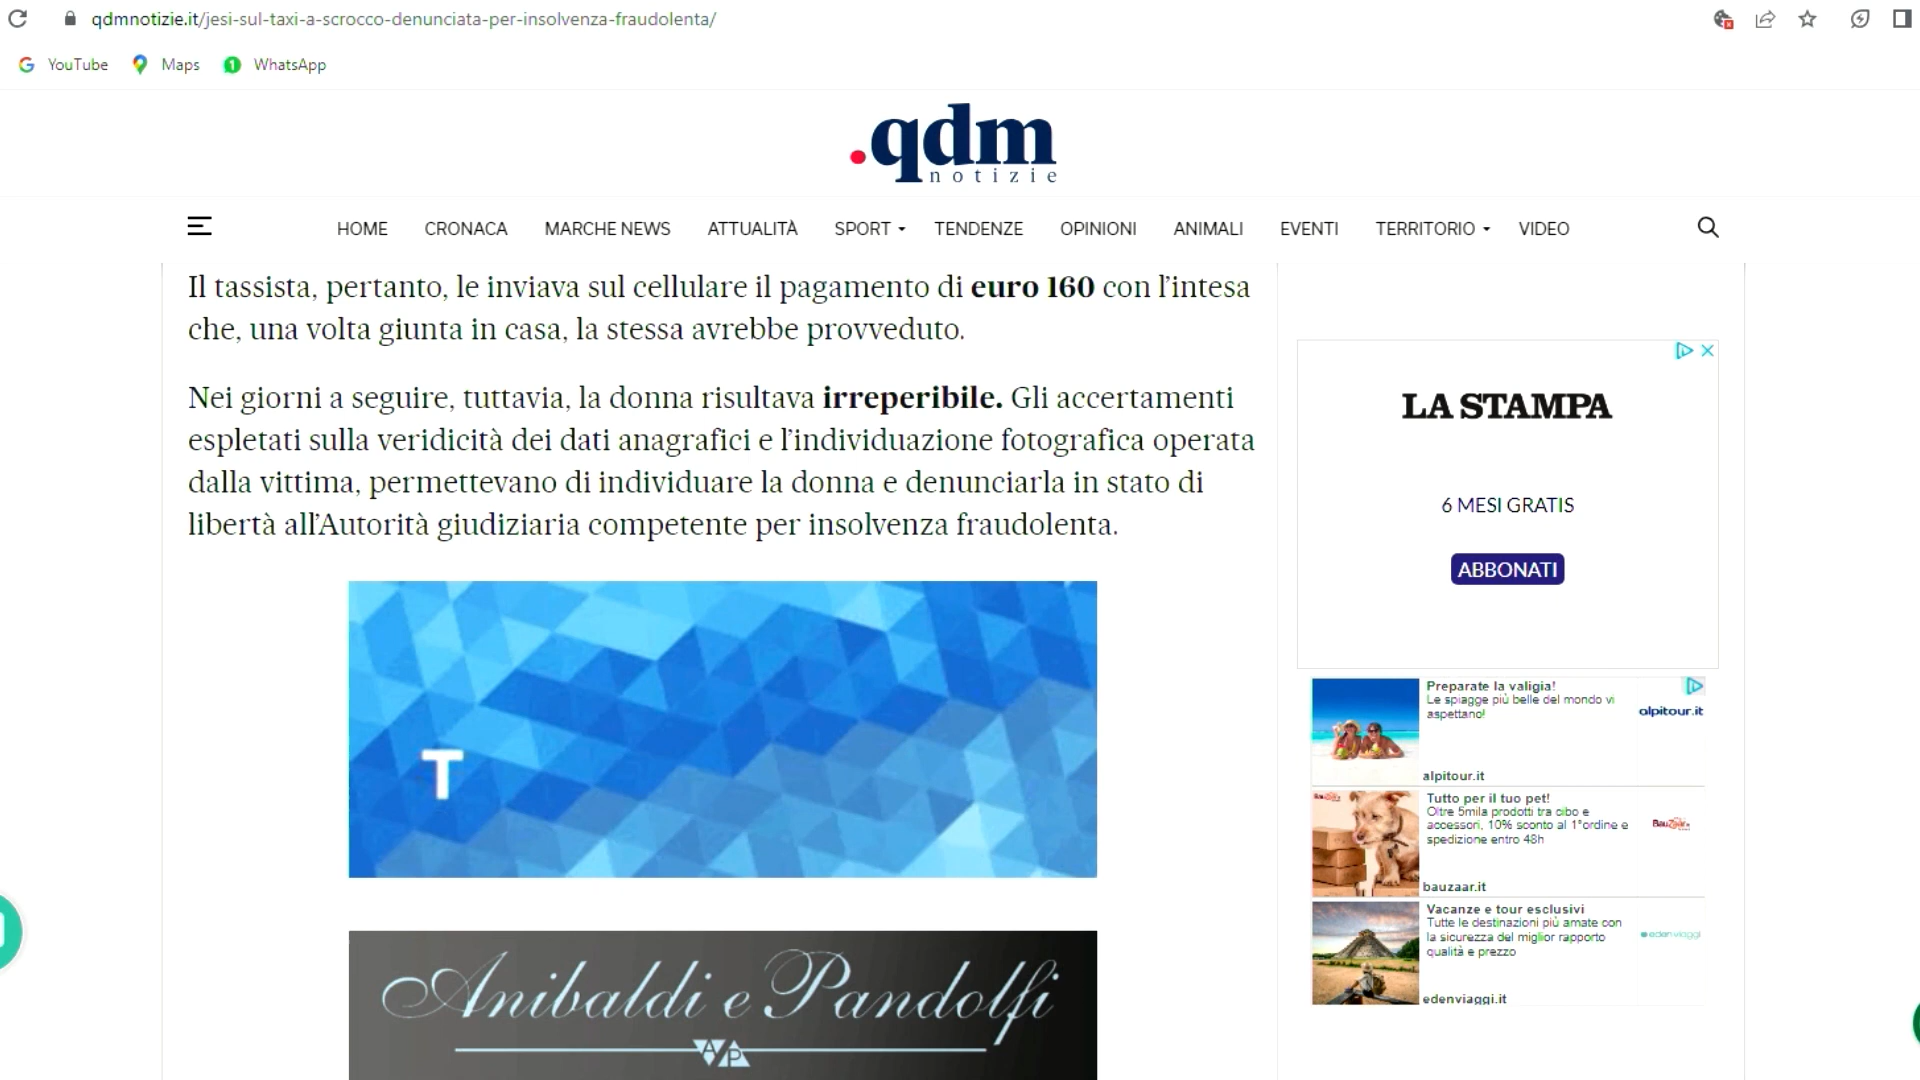 qdmnotizie.it/jesi-sul-taxi-a-scrocco-denunciata-per-insolvenza-fraudolenta/
YouTube Maps WhatsApp
.qdm
notizie
HOME CRONACA MARCHE NEWS ATTUALITÀ SPORT TENDENZE OPINIONI ANIMALI EVENTI TERRITORIO VIDEO
Il tassista, pertanto, le inviava sul cellulare il pagamento di euro 160 con l’intesa
che, una volta giunta in casa, la stessa avrebbe provveduto.
Nei giorni a seguire, tuttavia, la donna risultava irreperibile. Gli accertamenti
espletati sulla veridicità dei dati anagrafici e l’individuazione fotografica operata
dalla vittima, permettevano di individuare la donna e denunciarla in stato di
libertà all’Autorità giudiziaria competente per insolvenza fraudolenta.
T
Anibaldi e Pandolfi
AP
LA STAMPA
6 MESI GRATIS
ABBONATI
Preparate la valigia!
Le spiagge più belle del mondo vi
aspettano!
alpitour.it
alpitour.it
Tutto per il tuo pet!
Oltre 5mila prodotti tra cibo e
accessori, 10% sconto al 1°ordine e
spedizione entro 48h
BauZaar
bauzaar.it
Vacanze e tour esclusivi
Tutte le destinazioni più amate con
la sicurezza del miglior rapporto
qualità e prezzo
eden viaggi
edenviaggi.it